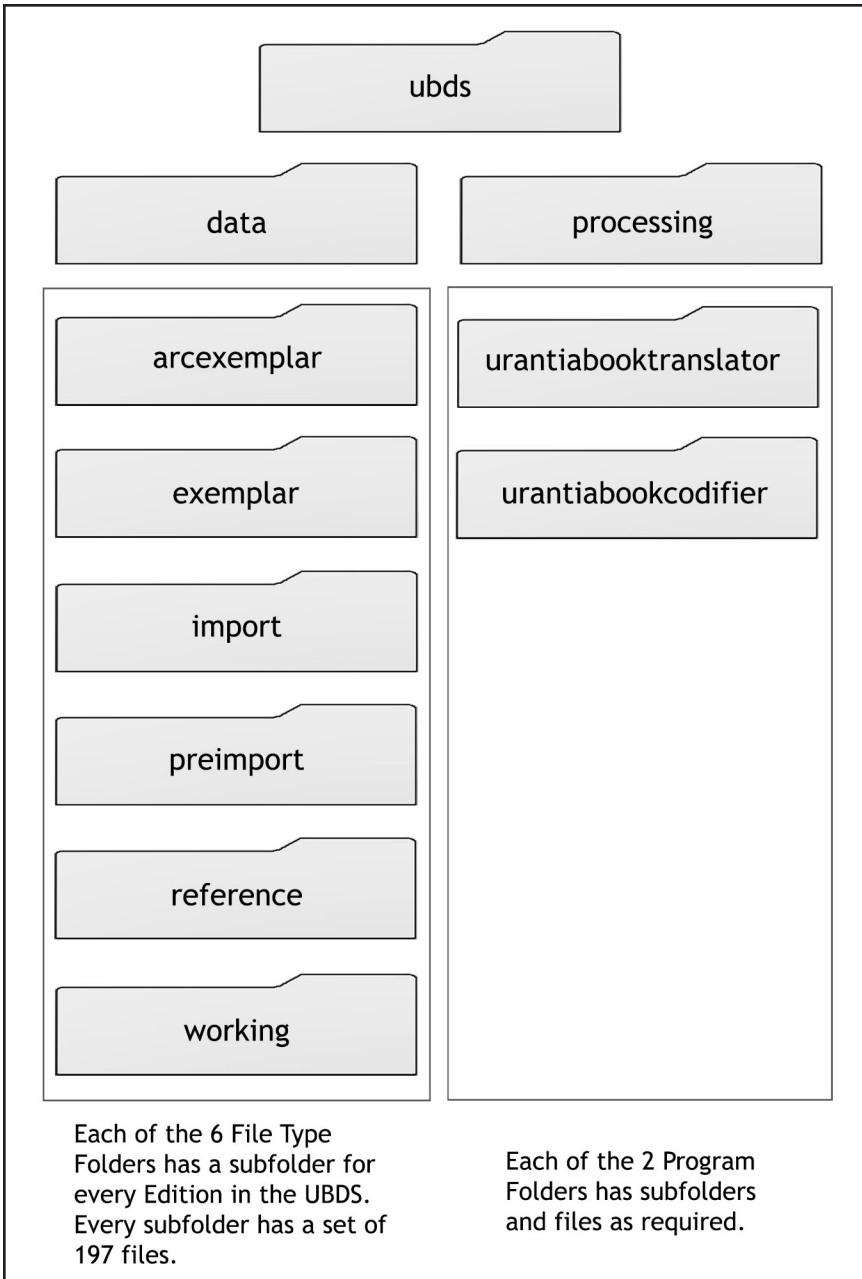 ubds
data
processing
arcexemplar
exemplar
import
preimport
reference
working
urantiabooktranslator
urantiabookcodifier
Each of the 6 File Type
Folders has a subfolder for
every Edition in the UBDS.
Every subfolder has a set of
197 files.
Each of the 2 Program
Folders has subfolders
and files as required.